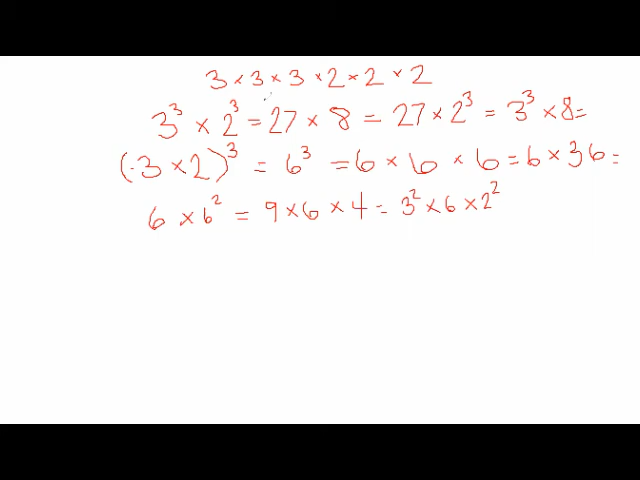 3 × 3 × 3 × 2 × 2 × 2
3³ × 2³ = 27 × 8 = 27 × 2³ = 3³ × 8 =
(3 × 2)³ = 6³ = 6 × 6 × 6 = 6 × 36 =
6 × 6² = 9 × 6 × 4 = 3² × 6 × 2²